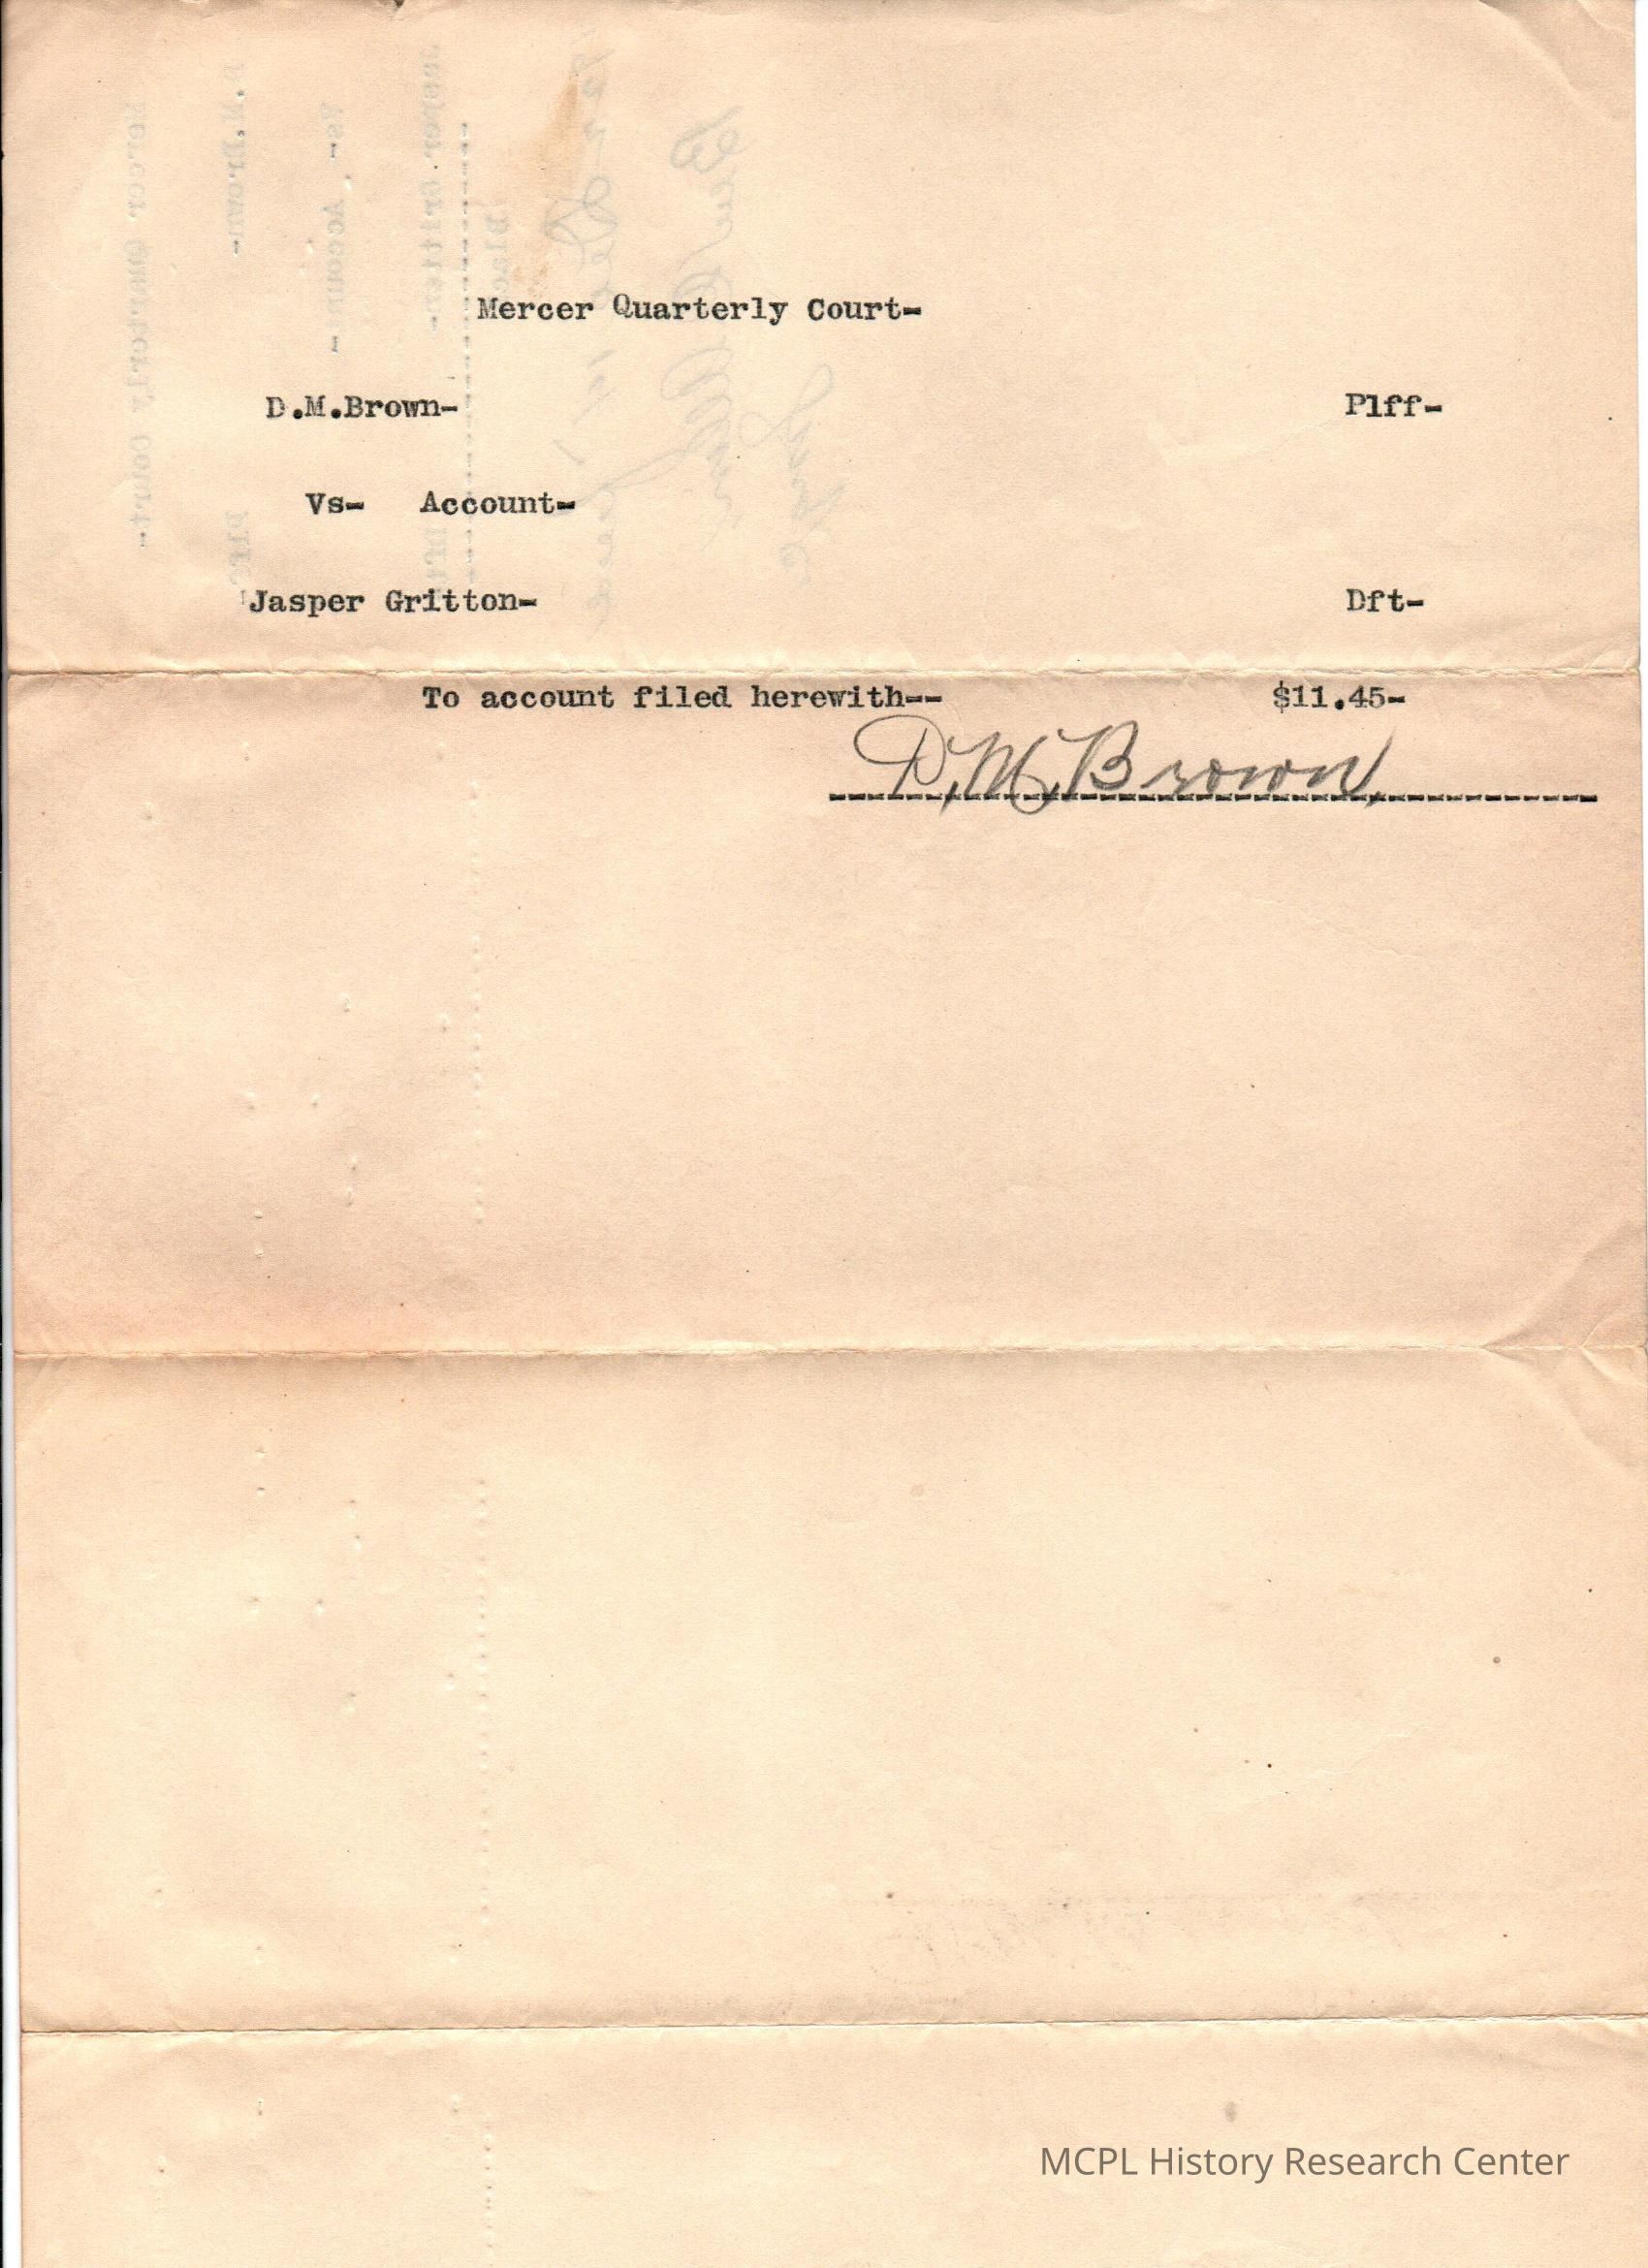 Mercer Quarterly Court-
D.M.Brown- Plff-
Vs- Account-
Jasper Gritton- Dft-
To account filed herewith-- $11.45-
D.M.Brown
MCPL History Research Center